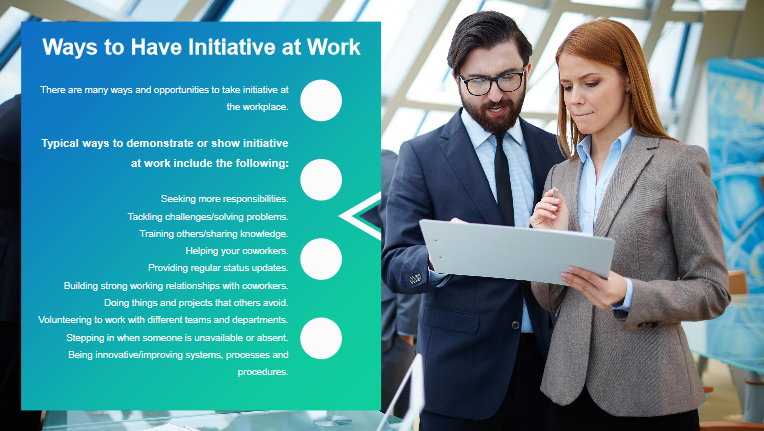 Ways to Have Initiative at Work
There are many ways and opportunities to take initiative at
the workplace.
Typical ways to demonstrate or show initiative
at work include the following:
Seeking more responsibilities.
Tackling challenges/solving problems.
Training others/sharing knowledge.
Helping your coworkers.
Providing regular status updates.
Building strong working relationships with coworkers.
Doing things and projects that others avoid.
Volunteering to work with different teams and departments.
Stepping in when someone is unavailable or absent.
Being innovative/improving systems, processes and
procedures.